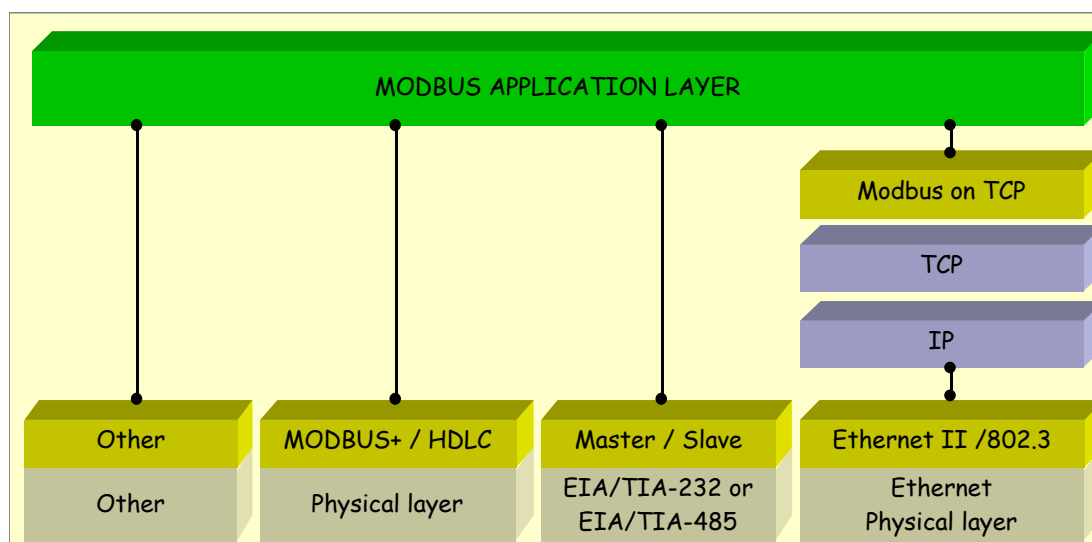 MODBUS APPLICATION LAYER
Modbus on TCP
TCP
IP
Other
MODBUS+ / HDLC
Master / Slave
Ethernet II /802.3
Other
Physical layer
EIA/TIA-232 or
EIA/TIA-485
Ethernet
Physical layer